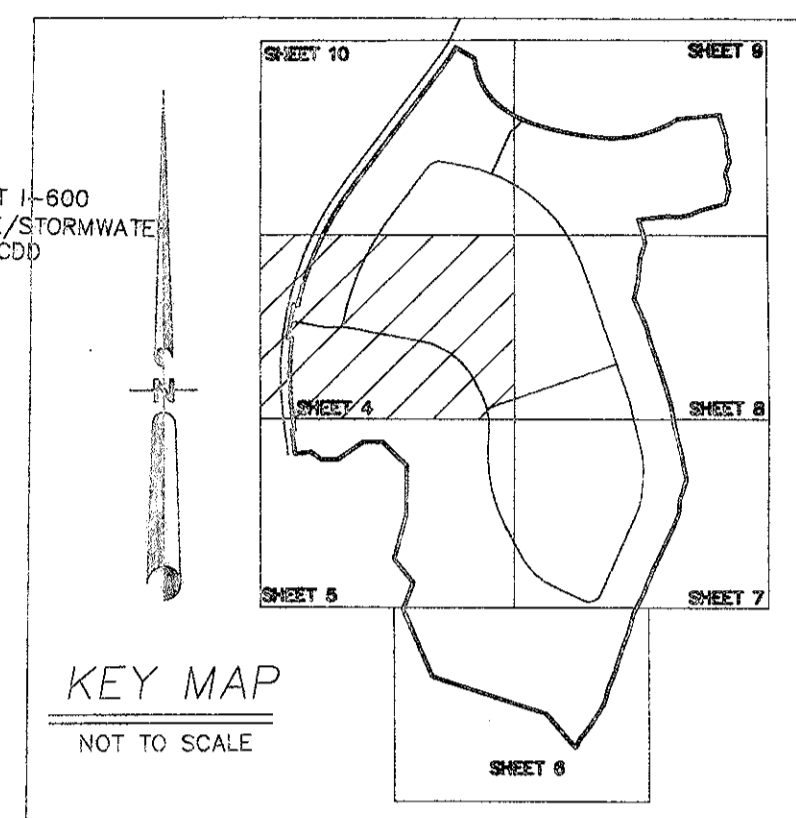 SHEET 10
SHEET 9
T I-600
E/STORMWATE
CDD
N
SHEET 4
SHEET 8
SHEET 5
SHEET 7
KEY MAP
NOT TO SCALE
SHEET 6